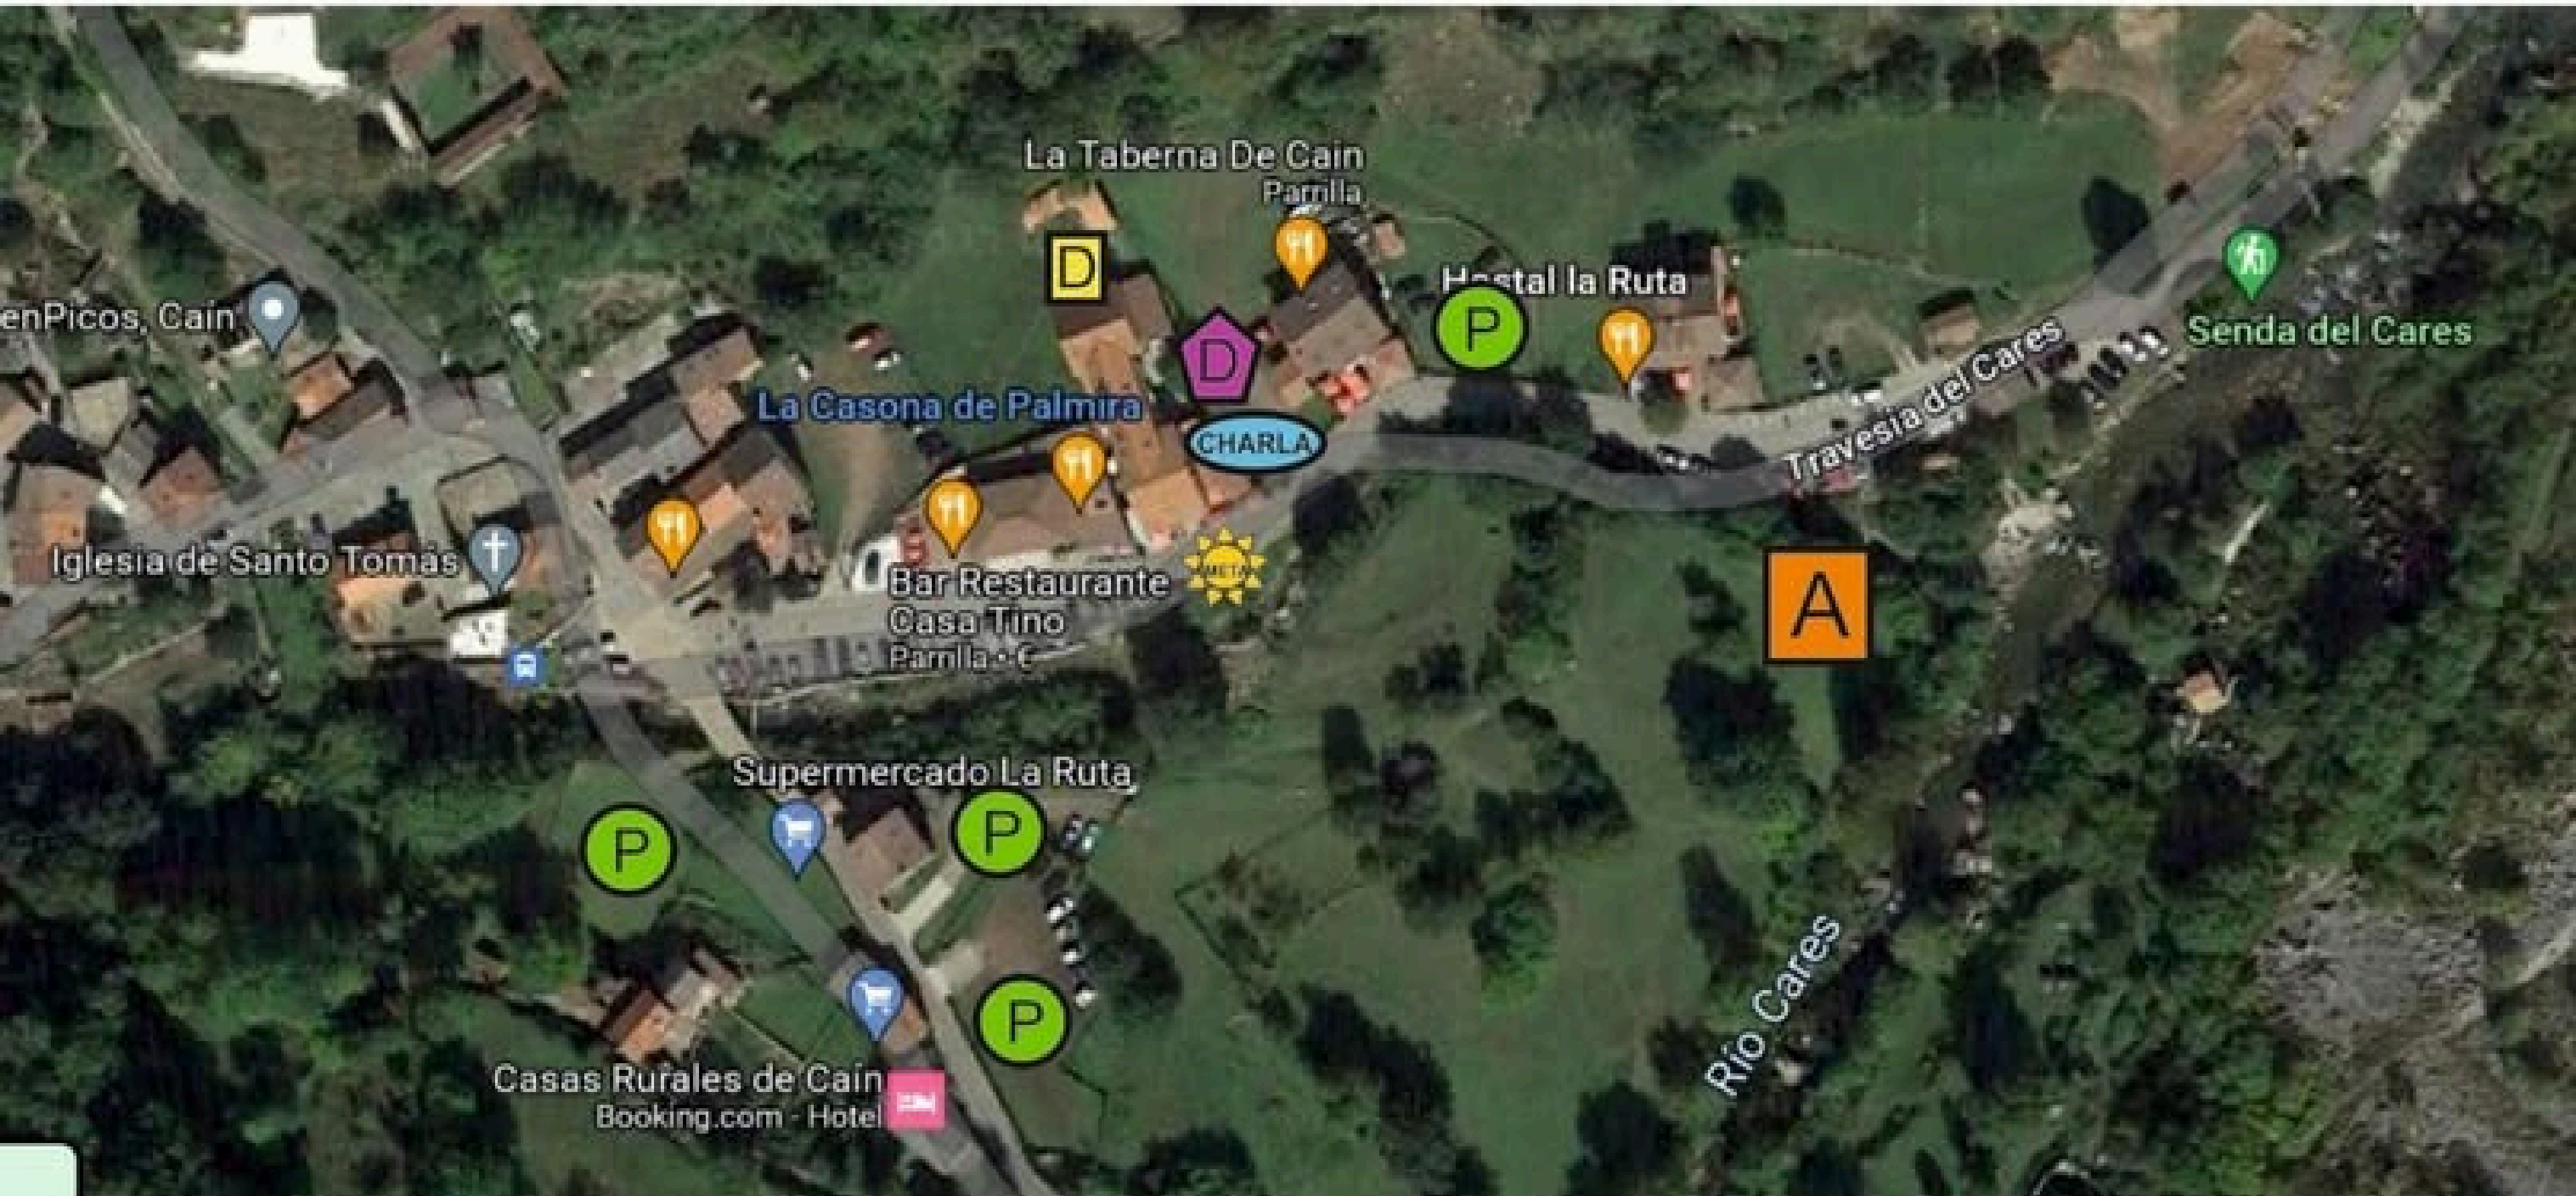 La Taberna De Cain
Parrilla
D
Hostal la Ruta
P
enPicos, Caín
D
Senda del Cares
La Casona de Palmira
CHARLA
Travesía del Cares
Iglesia de Santo Tomás
META
Bar Restaurante
Casa Tino
Parrilla • €
A
Supermercado La Ruta
P
P
P
Río Cares
Casas Rurales de Caín
Booking.com - Hotel